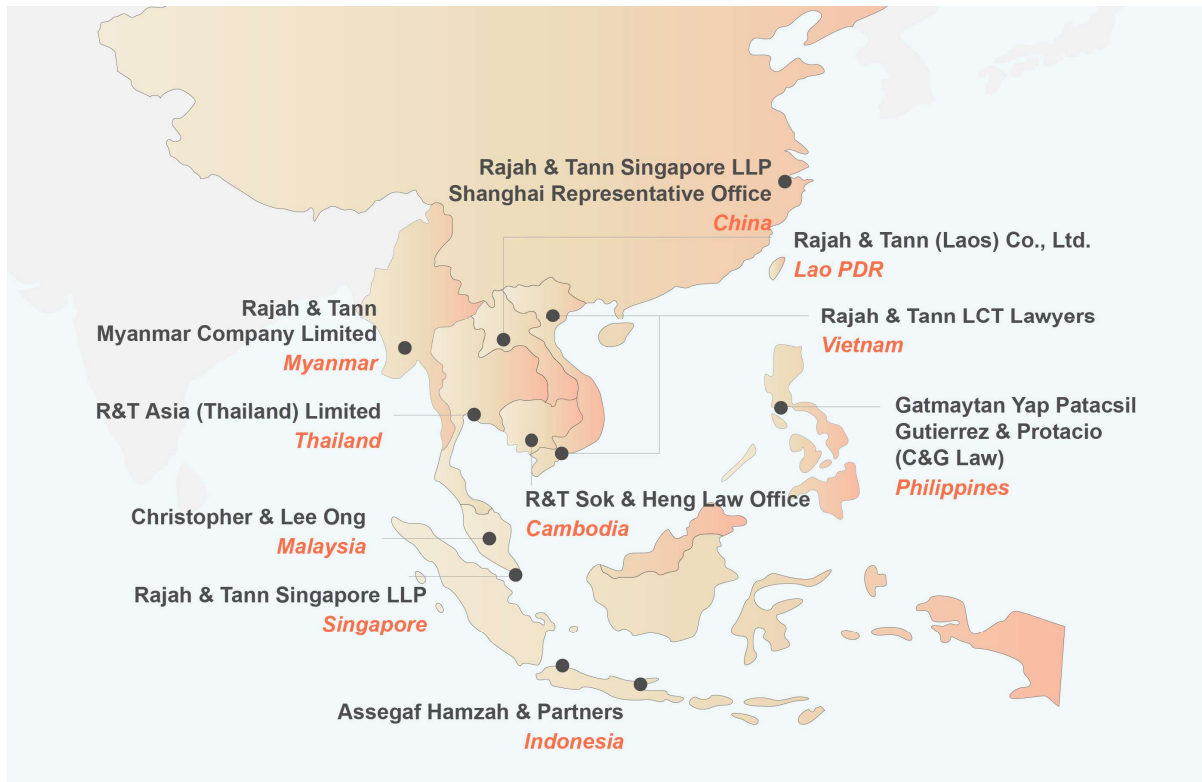 Rajah & Tann Singapore LLP
Shanghai Representative Office
China
Rajah & Tann (Laos) Co., Ltd.
Lao PDR
Rajah & Tann
Myanmar Company Limited
Myanmar
Rajah & Tann LCT Lawyers
Vietnam
R&T Asia (Thailand) Limited
Thailand
Gatmaytan Yap Patacsil
Gutierrez & Protacio
(C&G Law)
Philippines
R&T Sok & Heng Law Office
Cambodia
Christopher & Lee Ong
Malaysia
Rajah & Tann Singapore LLP
Singapore
Assegaf Hamzah & Partners
Indonesia